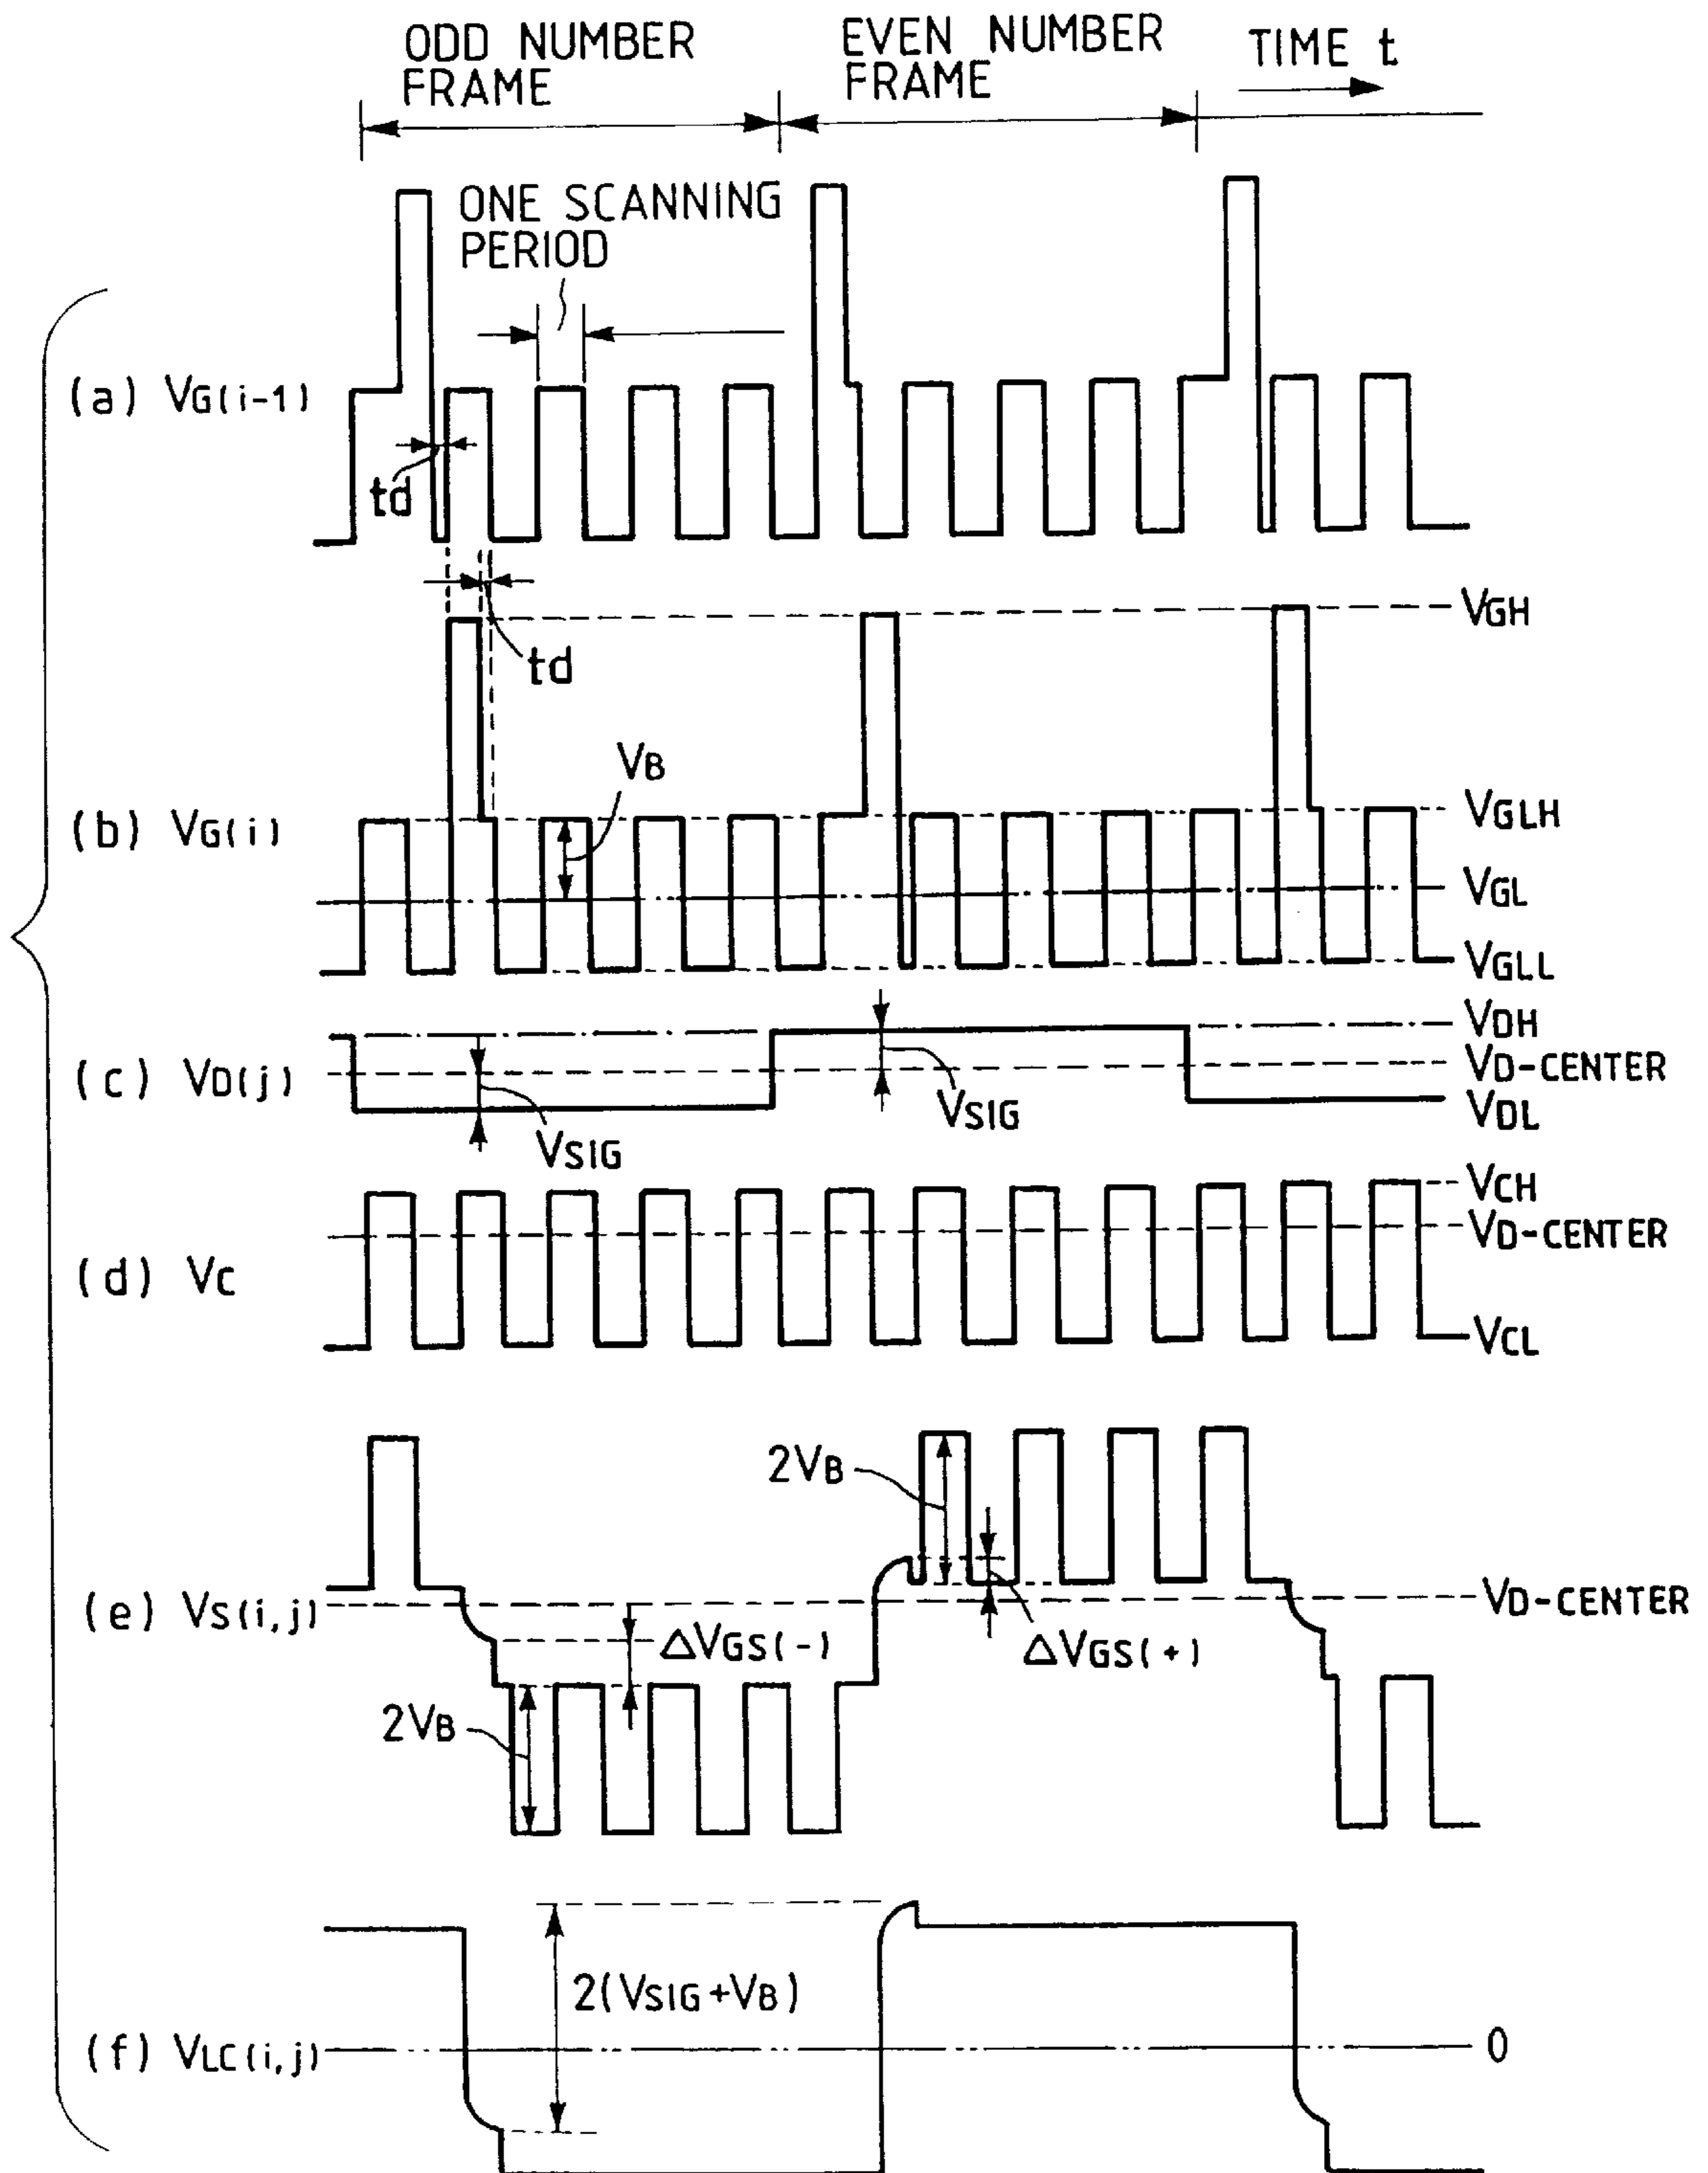 ODD NUMBER
FRAME
EVEN NUMBER
FRAME
TIME t
ONE SCANNING
PERIOD
(a) VG(i-1)
td
td
VGH
VB
(b) VG(i)
VGLH
VGL
VGLL
VDH
(c) VD(j)
VD-CENTER
VSIG
VSIG
VDL
VCH
VD-CENTER
(d) VC
VCL
2VB
(e) VS(i,j)
VD-CENTER
ΔVGS(-)
ΔVGS(+)
2VB
2(VSIG+VB)
(f) VLC(i,j)
0